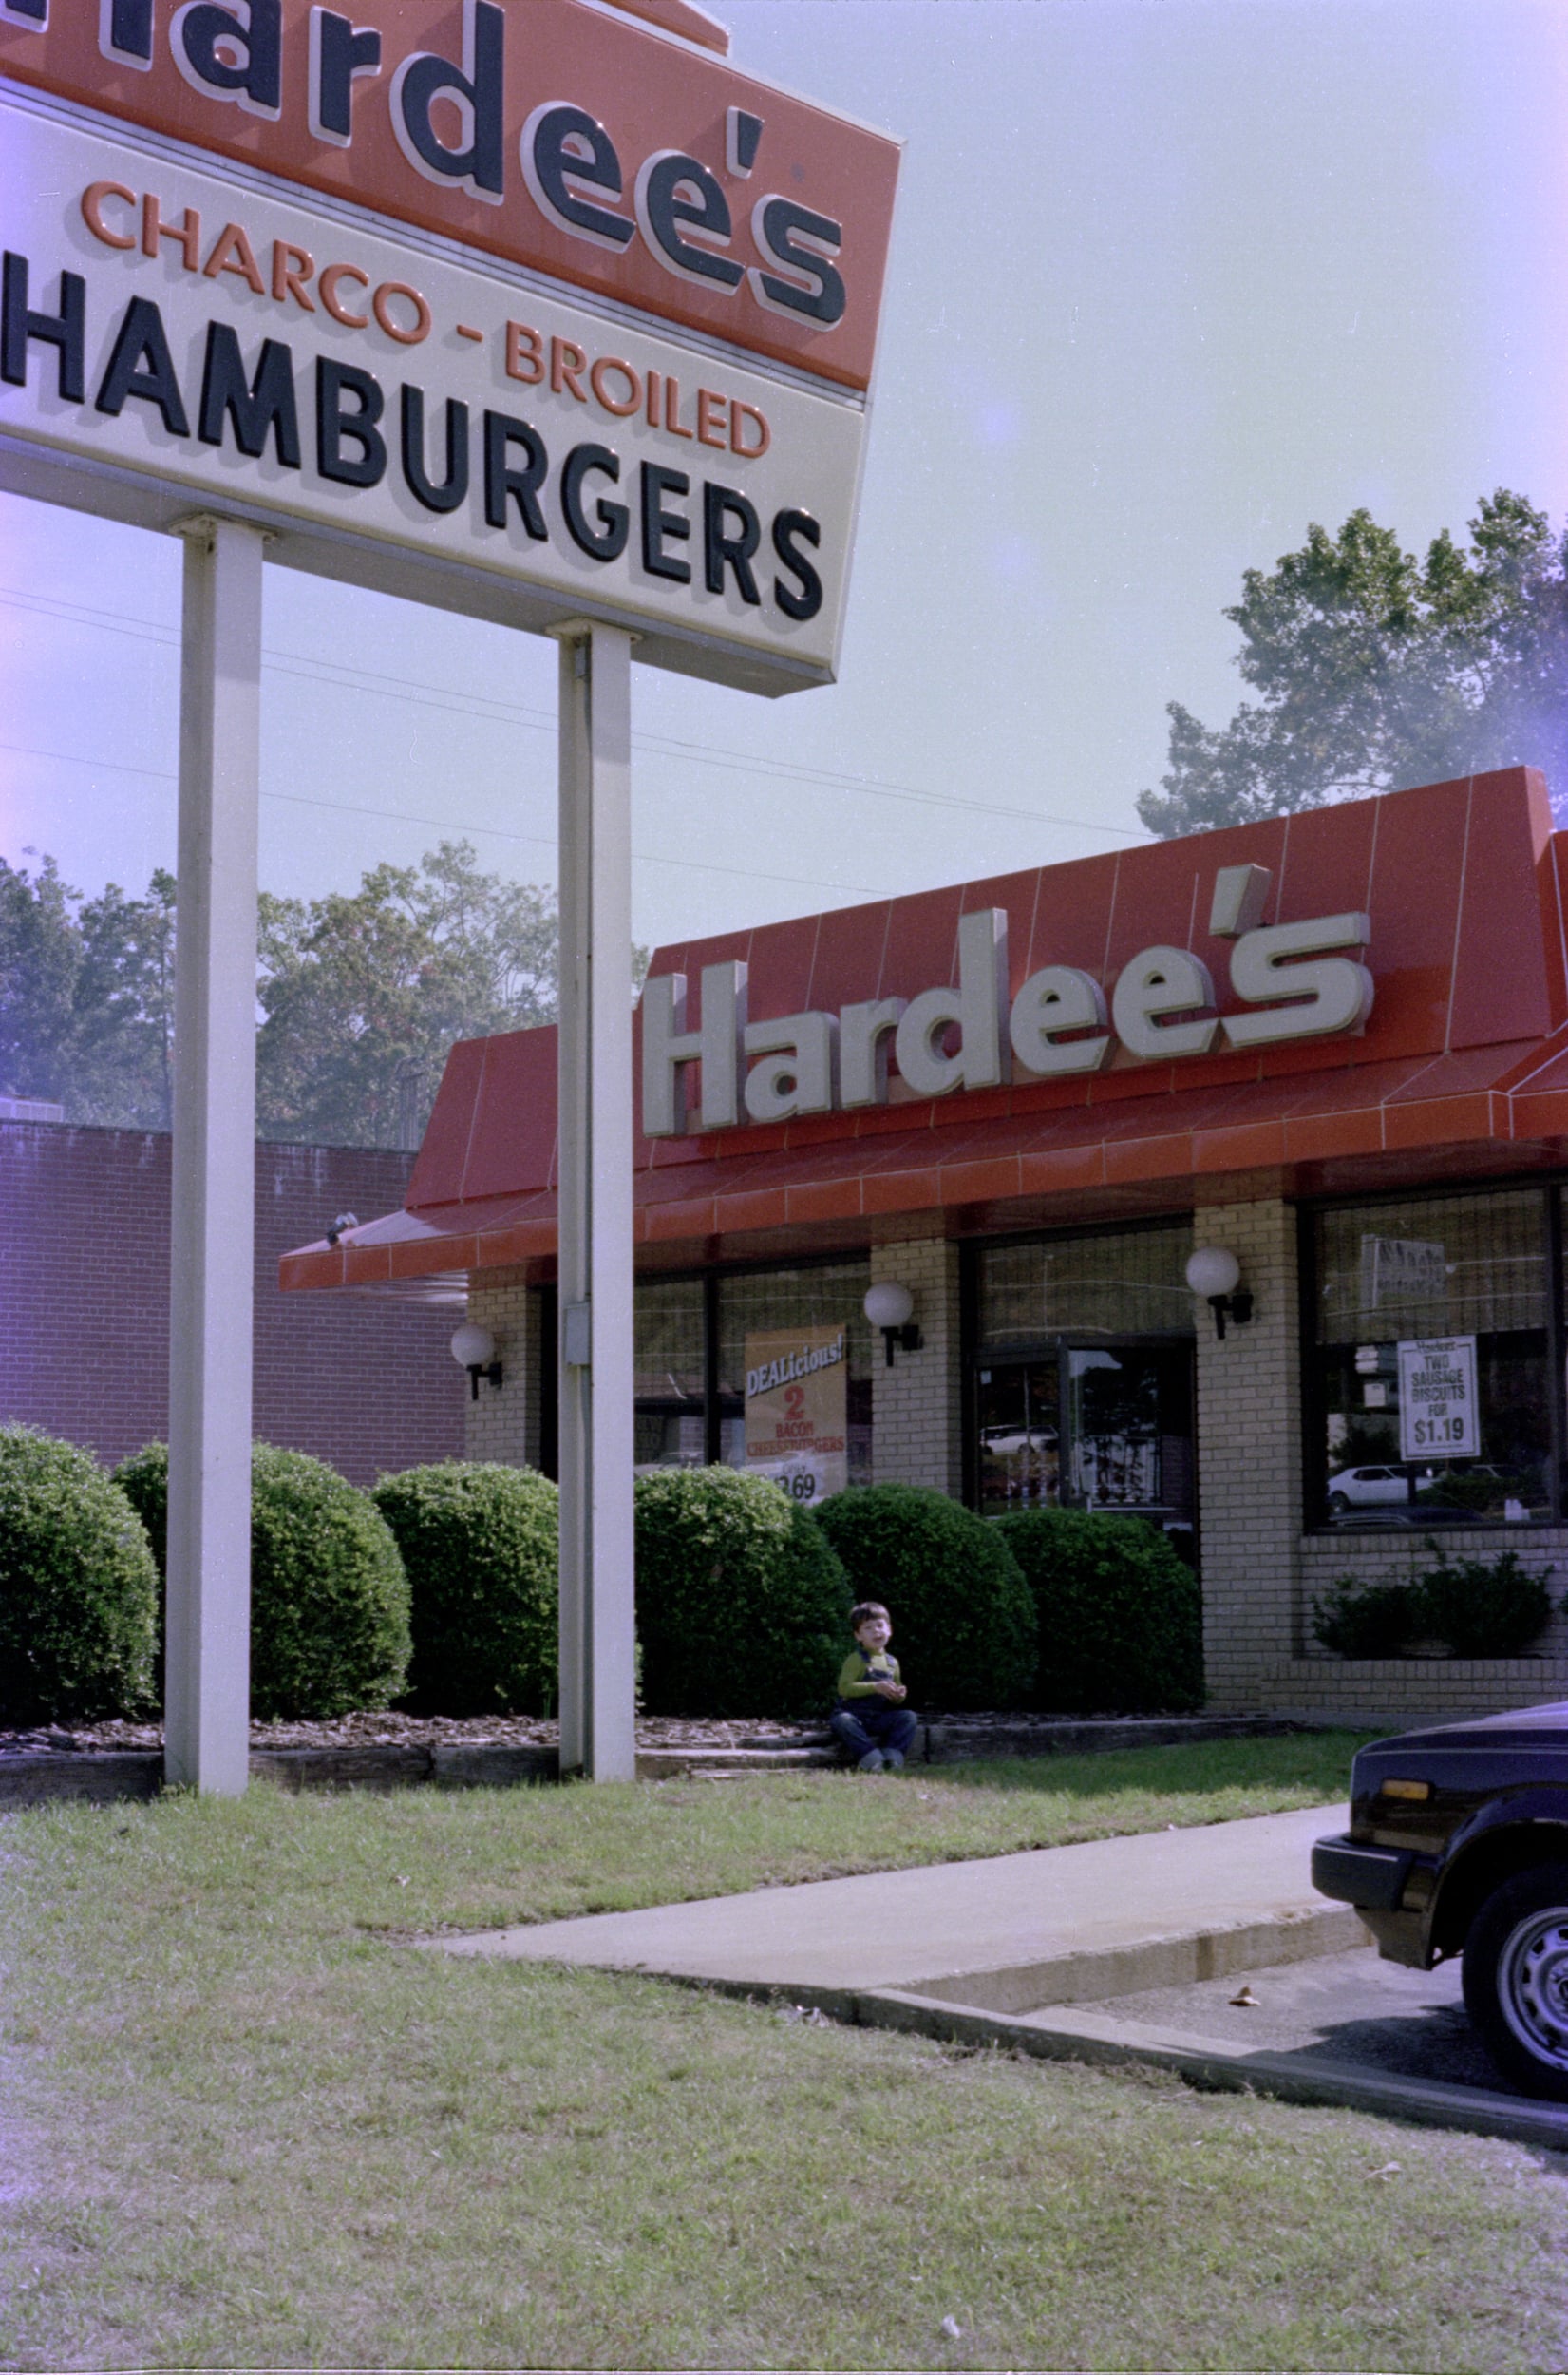 Hardee's
CHARCO - BROILED
HAMBURGERS
Hardee's
DEALicious!
2
BACON
CHEESEBURGERS
Hardee's
TWO
SAUSAGE
BISCUITS
FOR
$1.19